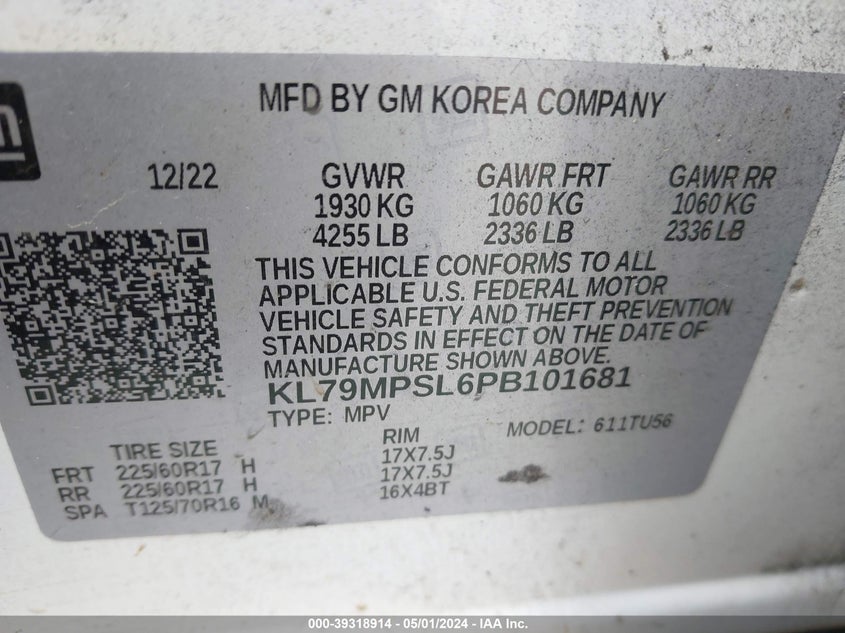 MFD BY GM KOREA COMPANY
12/22 GVWR GAWR FRT GAWR RR
1930 KG 1060 KG 1060 KG
4255 LB 2336 LB 2336 LB
THIS VEHICLE CONFORMS TO ALL
APPLICABLE U.S. FEDERAL MOTOR
VEHICLE SAFETY AND THEFT PREVENTION
STANDARDS IN EFFECT ON THE DATE OF
MANUFACTURE SHOWN ABOVE.
KL79MPSL6PB101681
TYPE: MPV MODEL: 611TU56
TIRE SIZE RIM
FRT 225/60R17 H 17X7.5J
RR 225/60R17 H 17X7.5J
SPA T125/70R16 M 16X4BT
000-39318914 / 05/01/2024 - IAA Inc.